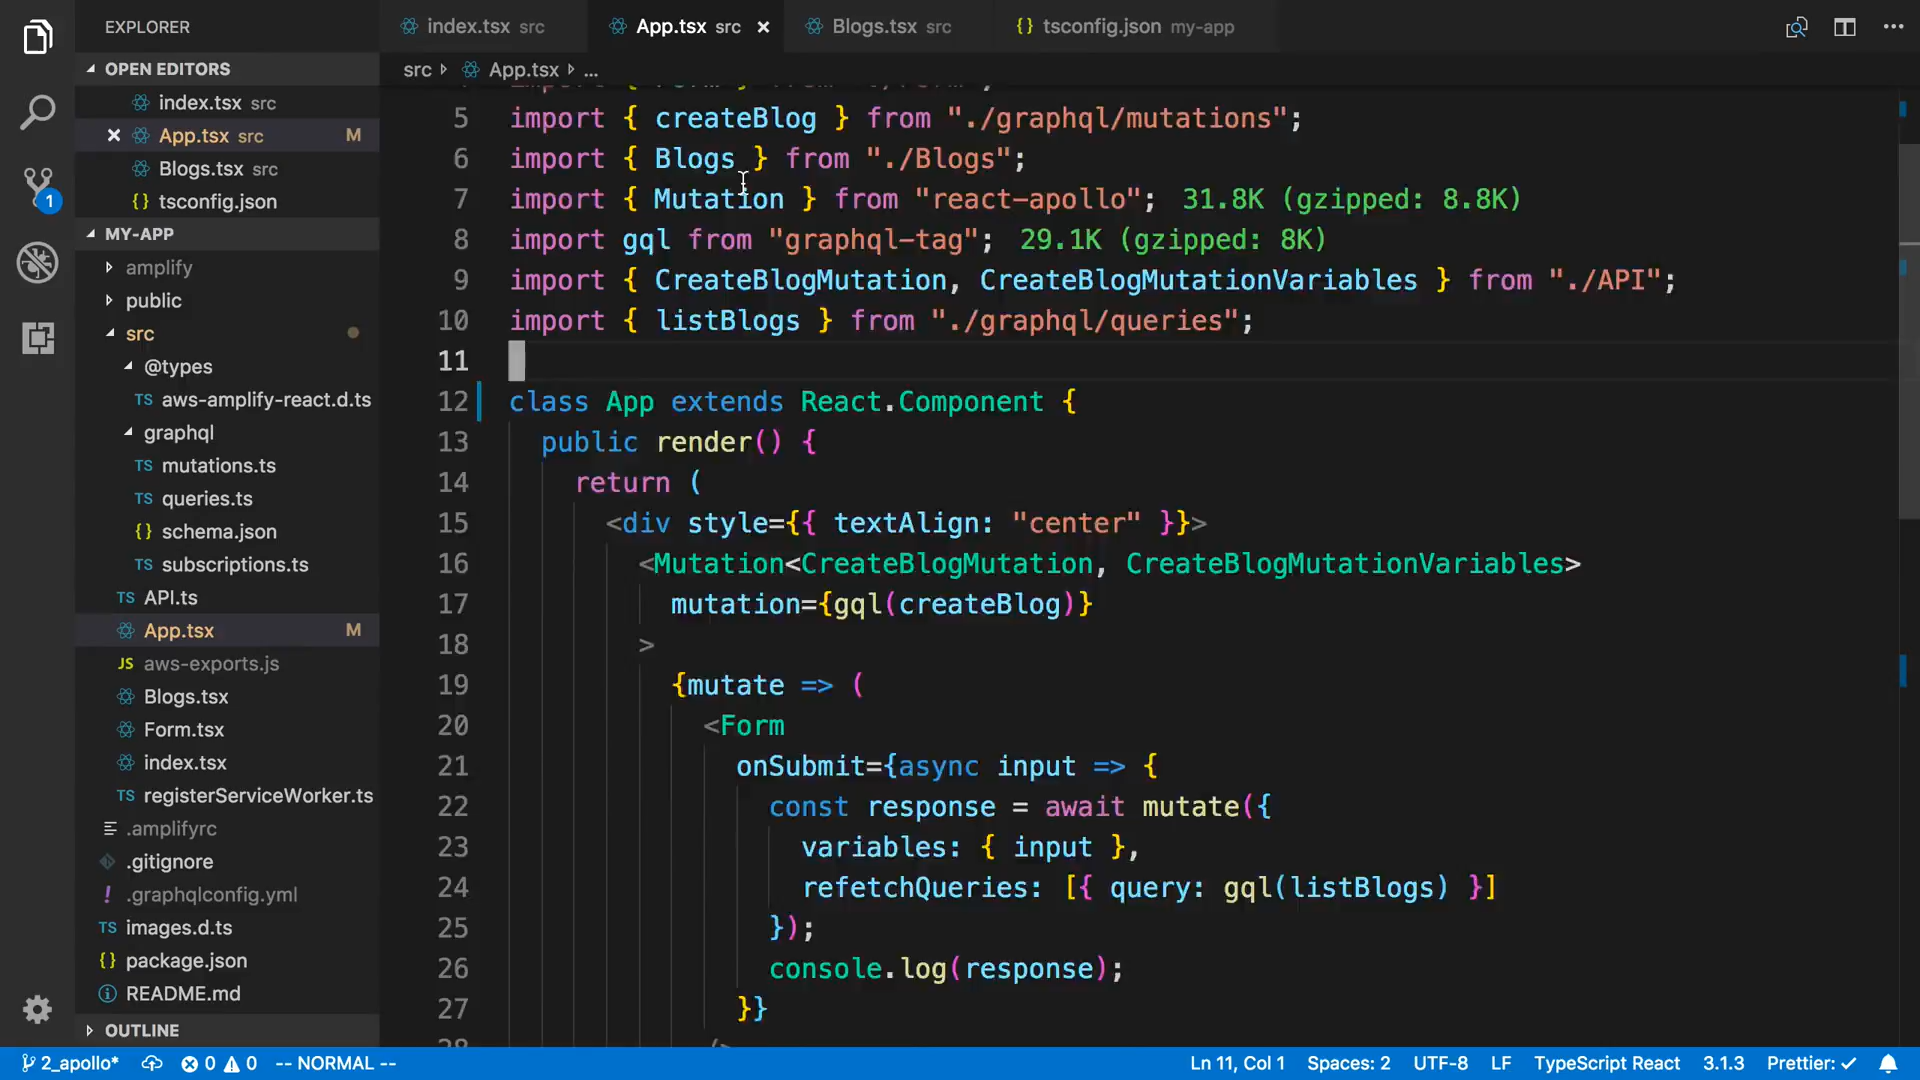 EXPLORER
OPEN EDITORS
index.tsx src
App.tsx src M
Blogs.tsx src
{} tsconfig.json
MY-APP
amplify
public
src
@types
TS aws-amplify-react.d.ts
graphql
TS mutations.ts
TS queries.ts
{} schema.json
TS subscriptions.ts
TS API.ts
App.tsx M
JS aws-exports.js
Blogs.tsx
Form.tsx
index.tsx
TS registerServiceWorker.ts
.amplifyrc
.gitignore
! .graphqlconfig.yml
TS images.d.ts
{} package.json
README.md
OUTLINE
1
index.tsx src
App.tsx src
Blogs.tsx src
{} tsconfig.json my-app
src App.tsx ...
5 import { createBlog } from "./graphql/mutations";
6 import { Blogs } from "./Blogs";
7 import { Mutation } from "react-apollo"; 31.8K (gzipped: 8.8K)
8 import gql from "graphql-tag"; 29.1K (gzipped: 8K)
9 import { CreateBlogMutation, CreateBlogMutationVariables } from "./API";
10 import { listBlogs } from "./graphql/queries";
11
12 class App extends React.Component {
13 public render() {
14 return (
15 <div style={{ textAlign: "center" }}>
16 <Mutation<CreateBlogMutation, CreateBlogMutationVariables>
17 mutation={gql(createBlog)}
18 >
19 {mutate => (
20 <Form
21 onSubmit={async input => {
22 const response = await mutate({
23 variables: { input },
24 refetchQueries: [{ query: gql(listBlogs) }]
25 });
26 console.log(response);
27 }}
2_apollo* 0 0 -- NORMAL -- Ln 11, Col 1 Spaces: 2 UTF-8 LF TypeScript React 3.1.3 Prettier: ✓